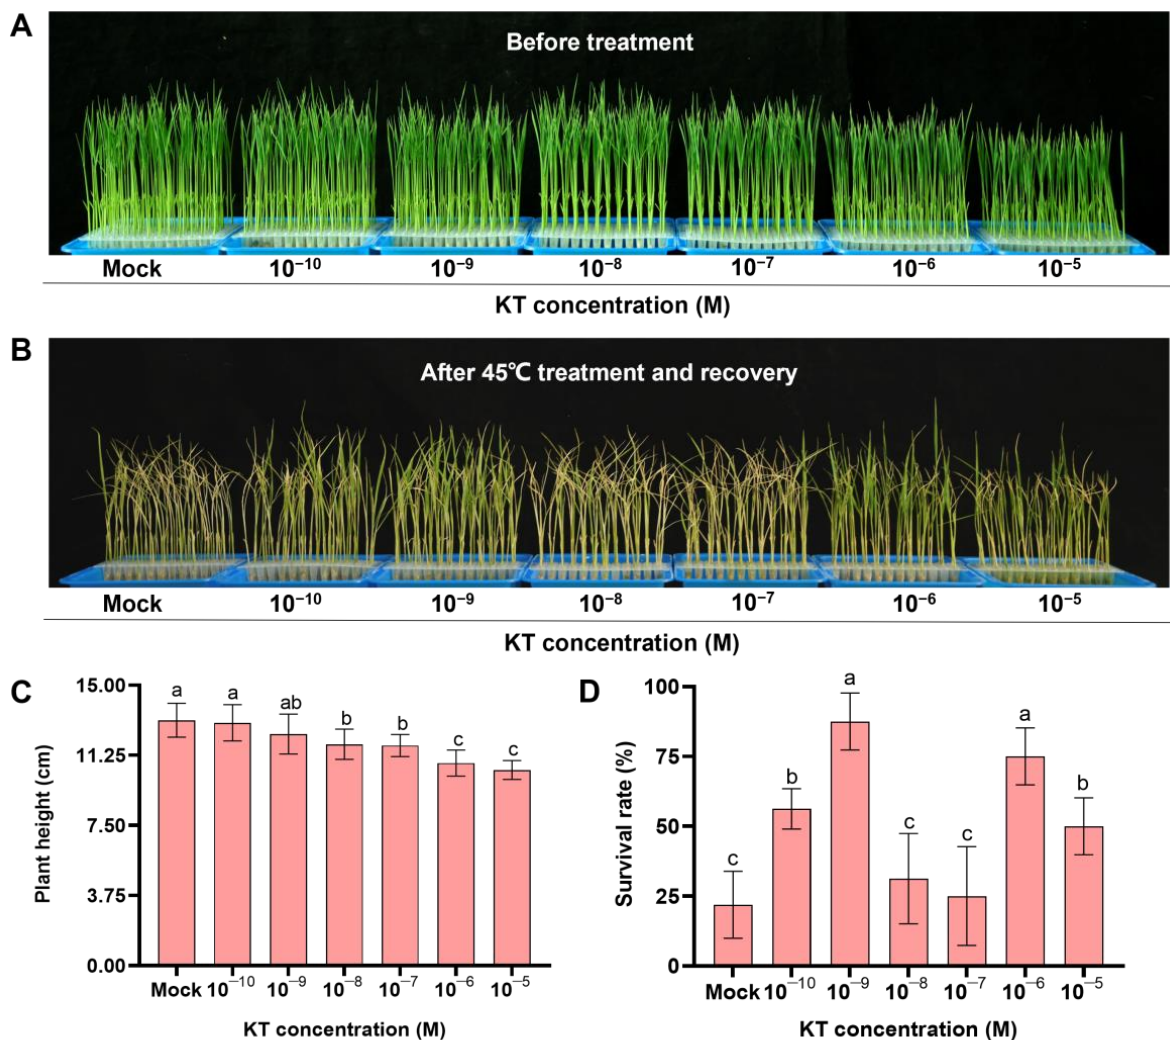 A
Before treatment
Mock 10⁻¹⁰ 10⁻⁹ 10⁻⁸ 10⁻⁷ 10⁻⁶ 10⁻⁵
KT concentration (M)
B
After 45℃ treatment and recovery
Mock 10⁻¹⁰ 10⁻⁹ 10⁻⁸ 10⁻⁷ 10⁻⁶ 10⁻⁵
KT concentration (M)
C
Plant height (cm)
15.00
11.25
7.50
3.75
0.00
a a ab b b c c
Mock 10⁻¹⁰ 10⁻⁹ 10⁻⁸ 10⁻⁷ 10⁻⁶ 10⁻⁵
KT concentration (M)
D
Survival rate (%)
100
75
50
25
0
c b a c c a b
Mock 10⁻¹⁰ 10⁻⁹ 10⁻⁸ 10⁻⁷ 10⁻⁶ 10⁻⁵
KT concentration (M)